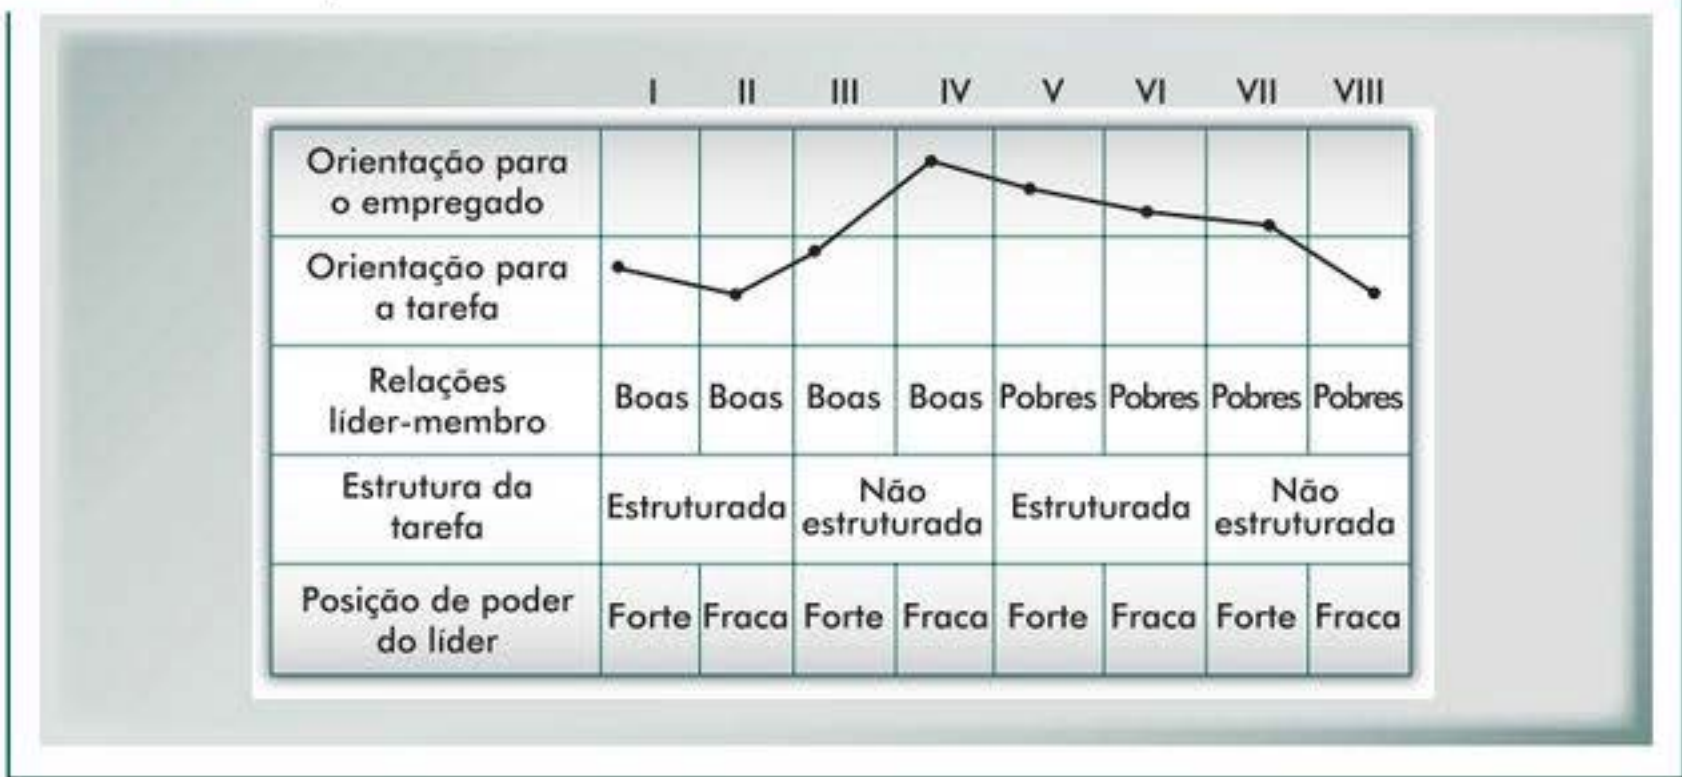 I II III IV V VI VII VIII
Orientação para
o empregado
Orientação para
a tarefa
Relações
líder-membro
Boas Boas Boas Boas Pobres Pobres Pobres Pobres
Estrutura da
tarefa
Estruturada
Não
estruturada
Estruturada
Não
estruturada
Posição de poder
do líder
Forte Fraca Forte Fraca Forte Fraca Forte Fraca